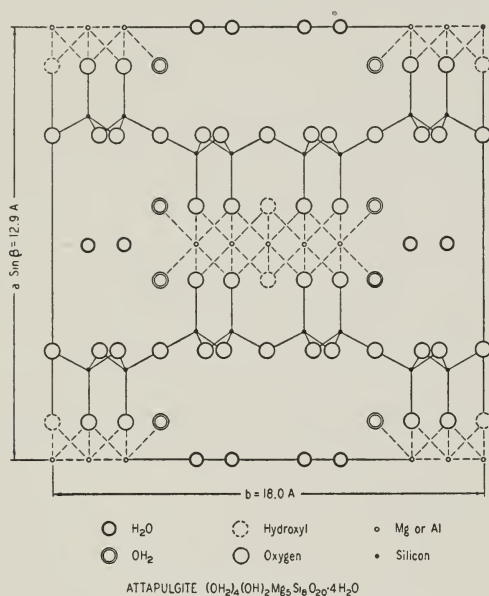 a Sin β = 12.9 A
b = 18.0 A
H₂O
Hydroxyl
Mg or Al
OH₂
Oxygen
Silicon
ATTAPULGITE (OH₂)₄(OH)₂Mg₅Si₈O₂₀·4H₂O